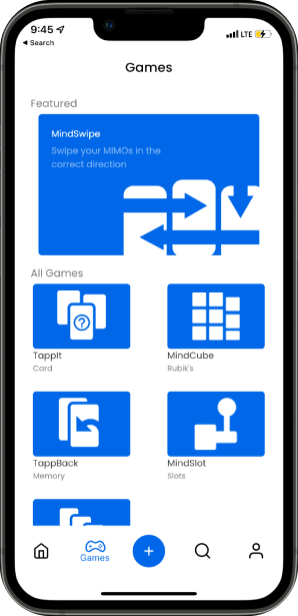 9:45
LTE
Search
Games
Featured
MindSwipe
Swipe your MIMOs in the
correct direction
All Games
?
TappIt
Card
MindCube
Rubik's
TappBack
Memory
MindSlot
Slots
Games